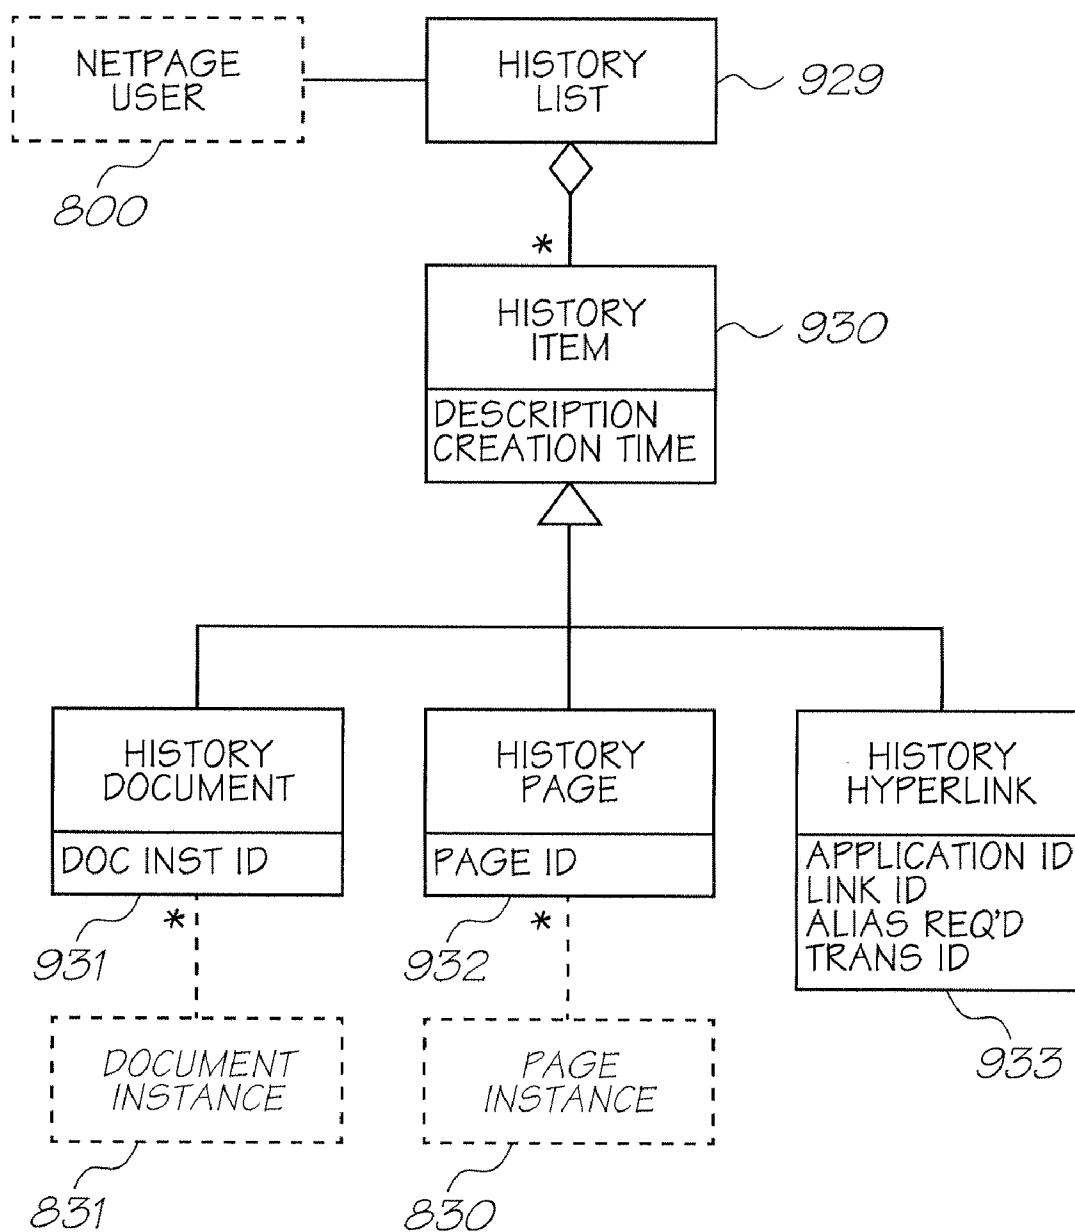 NETPAGE
USER
800
HISTORY
LIST
929
*
HISTORY
ITEM
930
DESCRIPTION
CREATION TIME
HISTORY
DOCUMENT
DOC INST ID
931
*
DOCUMENT
INSTANCE
831
HISTORY
PAGE
PAGE ID
932
*
PAGE
INSTANCE
830
HISTORY
HYPERLINK
APPLICATION ID
LINK ID
ALIAS REQ'D
TRANS ID
933